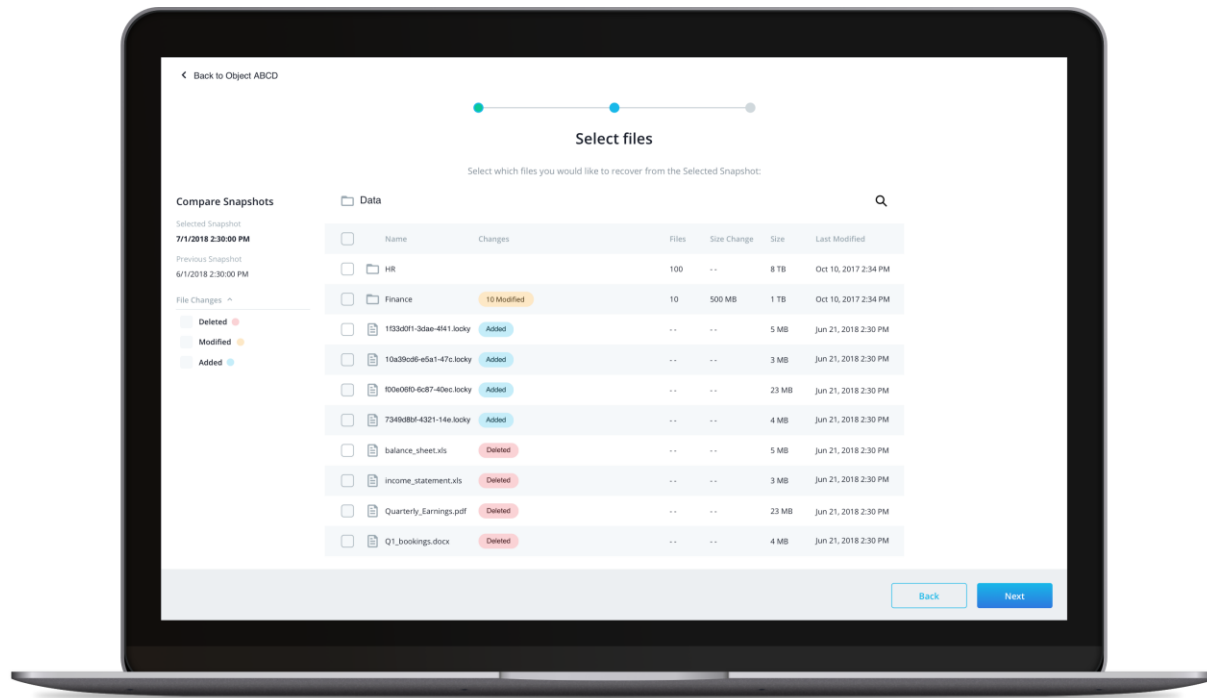 Back to Object ABCD
Select files
Select which files you would like to recover from the Selected Snapshot:
Compare Snapshots
Selected Snapshot
7/1/2018 2:30:00 PM
Previous Snapshot
6/1/2018 2:30:00 PM
File Changes
Deleted
Modified
Added
Data
Name Changes Files Size Change Size Last Modified
HR 100 - - 8 TB Oct 10, 2017 2:34 PM
Finance 10 Modified 10 500 MB 1 TB Oct 10, 2017 2:34 PM
1f33d0f1-3dae-4f41.locky Added - - - - 5 MB Jun 21, 2018 2:30 PM
10a39cd6-e5a1-47c.locky Added - - - - 3 MB Jun 21, 2018 2:30 PM
f00e06f0-6c87-40ec.locky Added - - - - 23 MB Jun 21, 2018 2:30 PM
7349d8bf-4321-14e.locky Added - - - - 4 MB Jun 21, 2018 2:30 PM
balance_sheet.xls Deleted - - - - 5 MB Jun 21, 2018 2:30 PM
income_statement.xls Deleted - - - - 3 MB Jun 21, 2018 2:30 PM
Quarterly_Earnings.pdf Deleted - - - - 23 MB Jun 21, 2018 2:30 PM
Q1_bookings.docx Deleted - - - - 4 MB Jun 21, 2018 2:30 PM
Back Next